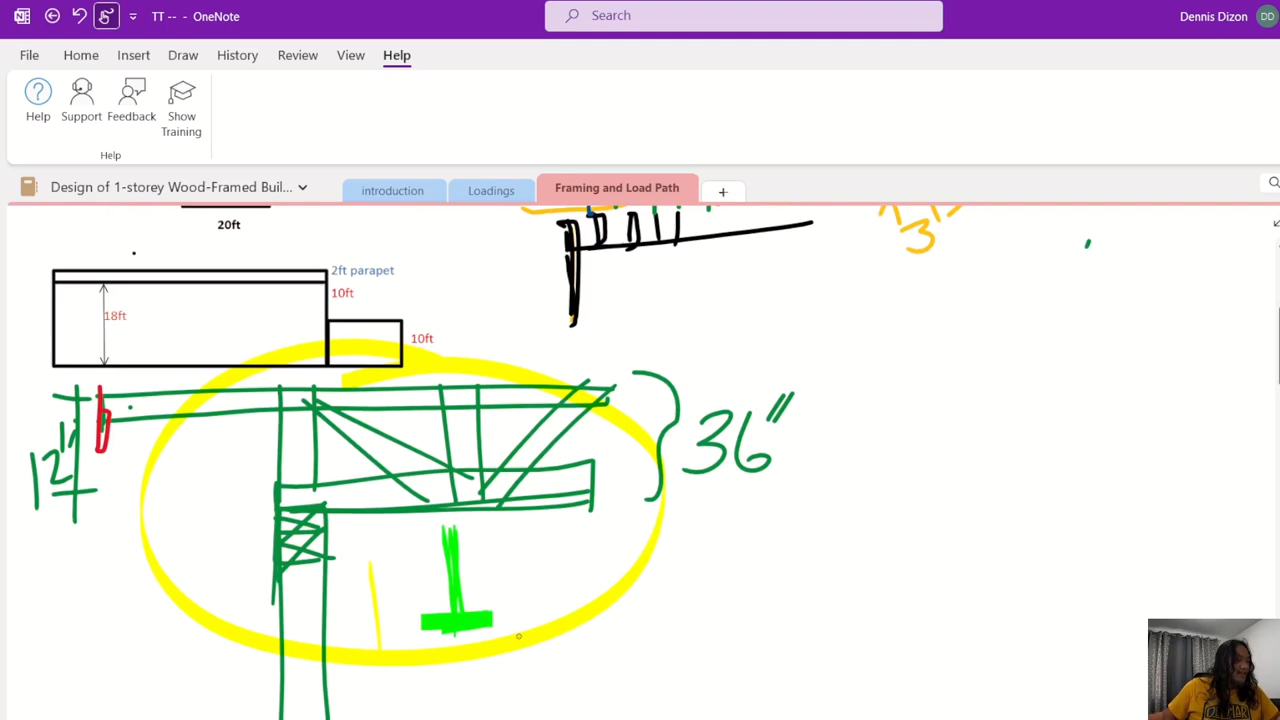 TT -- - OneNote
Search
Dennis Dizon
DD
File Home Insert Draw History Review View Help
Help Support Feedback Show Training
Help
Design of 1-storey Wood-Framed Buil...
introduction Loadings Framing and Load Path +
20ft
3
2ft parapet
10ft
18ft
10ft
12"
36"